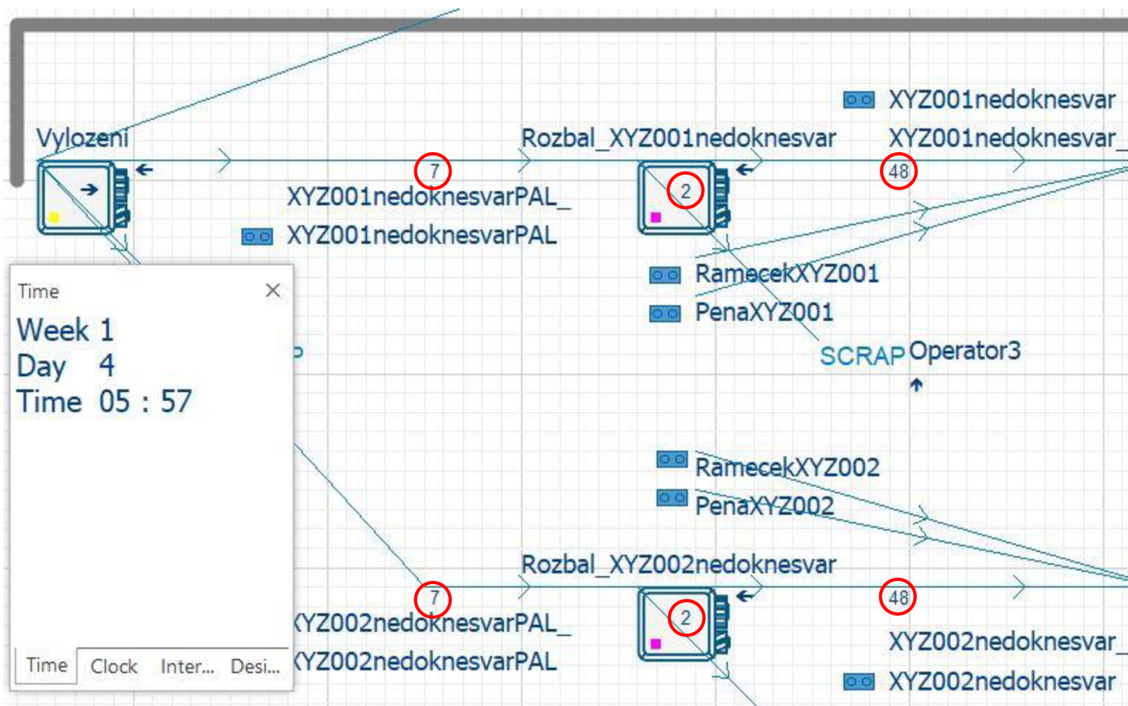 XYZ001nedoknesvar
Vylozeni
Rozbal_XYZ001nedoknesvar
XYZ001nedoknesvar_
7
48
2
XYZ001nedoknesvarPAL_
XYZ001nedoknesvarPAL
RamecekXYZ001
PenaXYZ001
SCRAP
Operator3
Time
Week 1
Day 4
Time 05 : 57
Time Clock Inter... Desi...
RamecekXYZ002
PenaXYZ002
Rozbal_XYZ002nedoknesvar
7
48
2
XYZ002nedoknesvarPAL_
XYZ002nedoknesvar_
XYZ002nedoknesvarPAL
XYZ002nedoknesvar